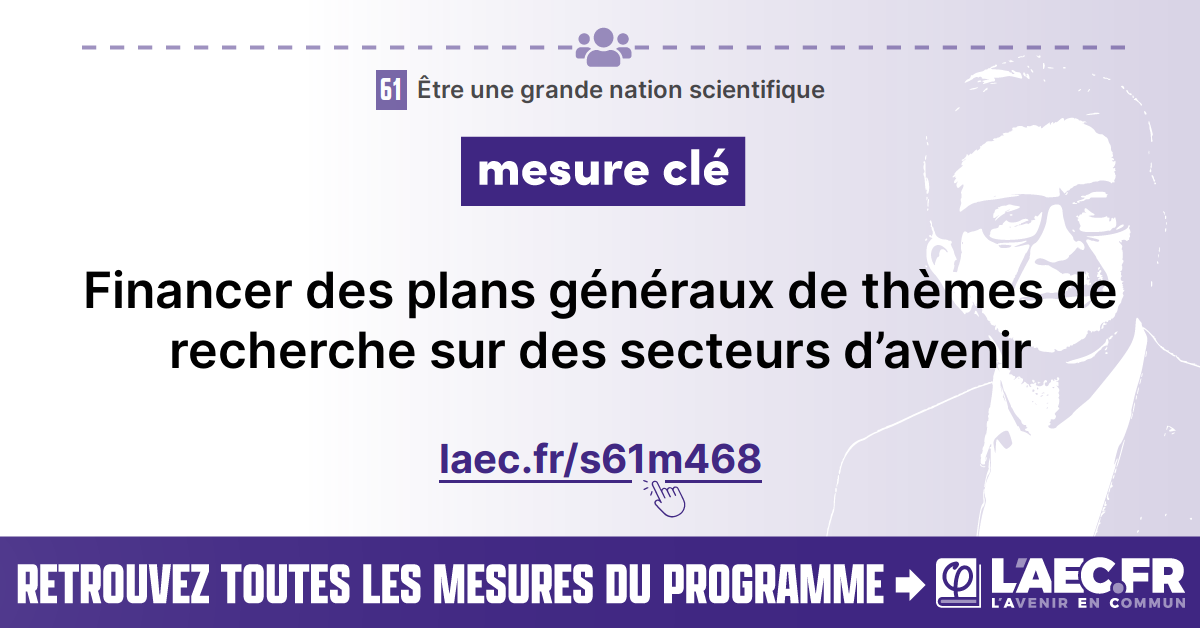 61 Être une grande nation scientifique
mesure clé
Financer des plans généraux de thèmes de
recherche sur des secteurs d’avenir
laec.fr/s61m468
RETROUVEZ TOUTES LES MESURES DU PROGRAMME
φ L'AEC.FR
L'AVENIR EN COMMUN